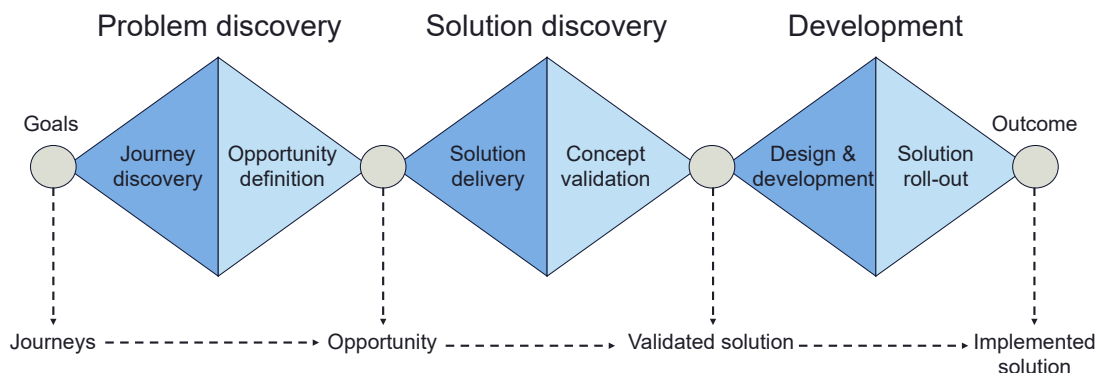 Problem discovery
Solution discovery
Development
Goals
Outcome
Journey
discovery
Opportunity
definition
Solution
delivery
Concept
validation
Design &
development
Solution
roll-out
Journeys
Opportunity
Validated solution
Implemented
solution